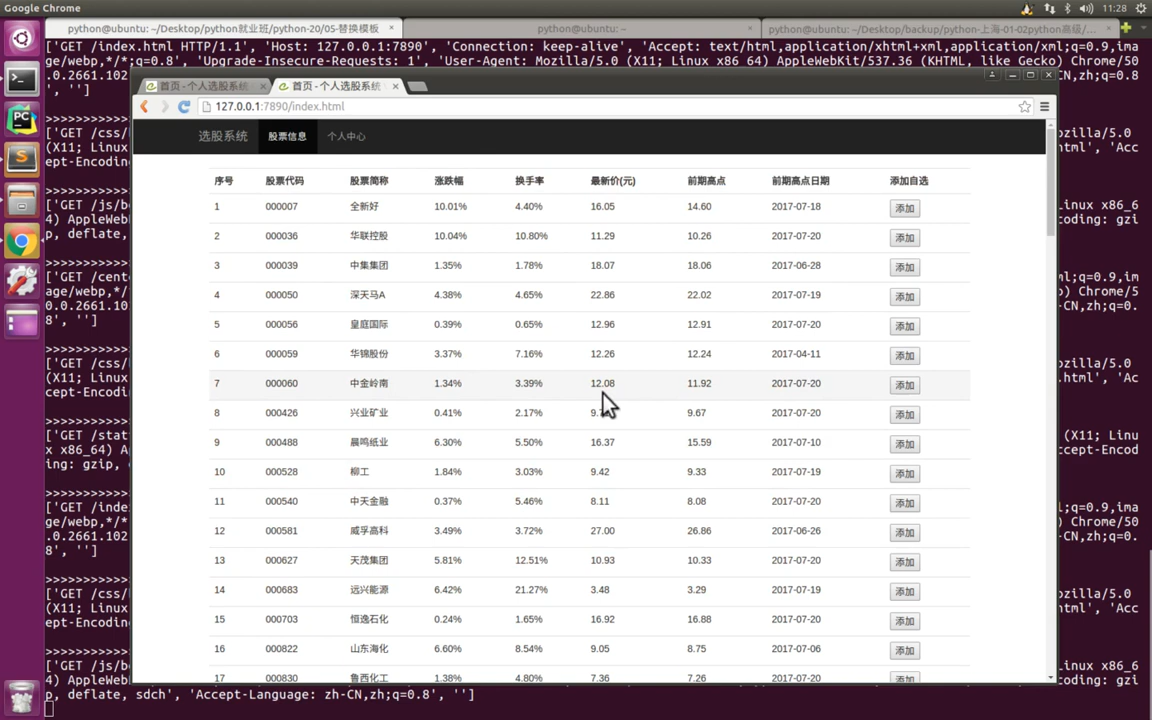 Google Chrome
11:28
python@ubuntu: ~/Desktop/python就业班/python-20/05-替换模板
python@ubuntu: ~
python@ubuntu: ~/Desktop/backup/python-上海-01-02python高级/...
['GET /index.html HTTP/1.1', 'Host: 127.0.0.1:7890', 'Connection: keep-alive', 'Accept: text/html,application/xhtml+xml,application/xml;q=0.9,ima
ge/webp,*/*;q=0.8', 'Upgrade-Insecure-Requests: 1', 'User-Agent: Mozilla/5.0 (X11; Linux x86_64) AppleWebKit/537.36 (KHTML, like Gecko) Chrome/5
首页 - 个人选股系统
首页 - 个人选股系统
127.0.0.1:7890/index.html
选股系统 股票信息 个人中心
序号 股票代码 股票简称 涨跌幅 换手率 最新价(元) 前期高点 前期高点日期 添加自选
1 000007 全新好 10.01% 4.40% 16.05 14.60 2017-07-18 添加
2 000036 华联控股 10.04% 10.80% 11.29 10.26 2017-07-20 添加
3 000039 中集集团 1.35% 1.78% 18.07 18.06 2017-06-28 添加
4 000050 深天马A 4.38% 4.65% 22.86 22.02 2017-07-19 添加
5 000056 皇庭国际 0.39% 0.65% 12.96 12.91 2017-07-20 添加
6 000059 华锦股份 3.37% 7.16% 12.26 12.24 2017-04-11 添加
7 000060 中金岭南 1.34% 3.39% 12.08 11.92 2017-07-20 添加
8 000426 兴业矿业 0.41% 2.17% 9.67 2017-07-20 添加
9 000488 晨鸣纸业 6.30% 5.50% 16.37 15.59 2017-07-10 添加
10 000528 柳工 1.84% 3.03% 9.42 9.33 2017-07-19 添加
11 000540 中天金融 0.37% 5.46% 8.11 8.08 2017-07-20 添加
12 000581 威孚高科 3.49% 3.72% 27.00 26.86 2017-06-26 添加
13 000627 天茂集团 5.81% 12.51% 10.93 10.33 2017-07-20 添加
14 000683 远兴能源 6.42% 21.27% 3.48 3.29 2017-07-19 添加
15 000703 恒逸石化 0.24% 1.65% 16.92 16.88 2017-07-20 添加
16 000822 山东海化 6.60% 8.54% 9.05 8.75 2017-07-06 添加
17 000830 鲁西化工 1.38% 4.80% 7.36 7.26 2017-07-20 添加
p, deflate, sdch', 'Accept-Language: zh-CN,zh;q=0.8', '']